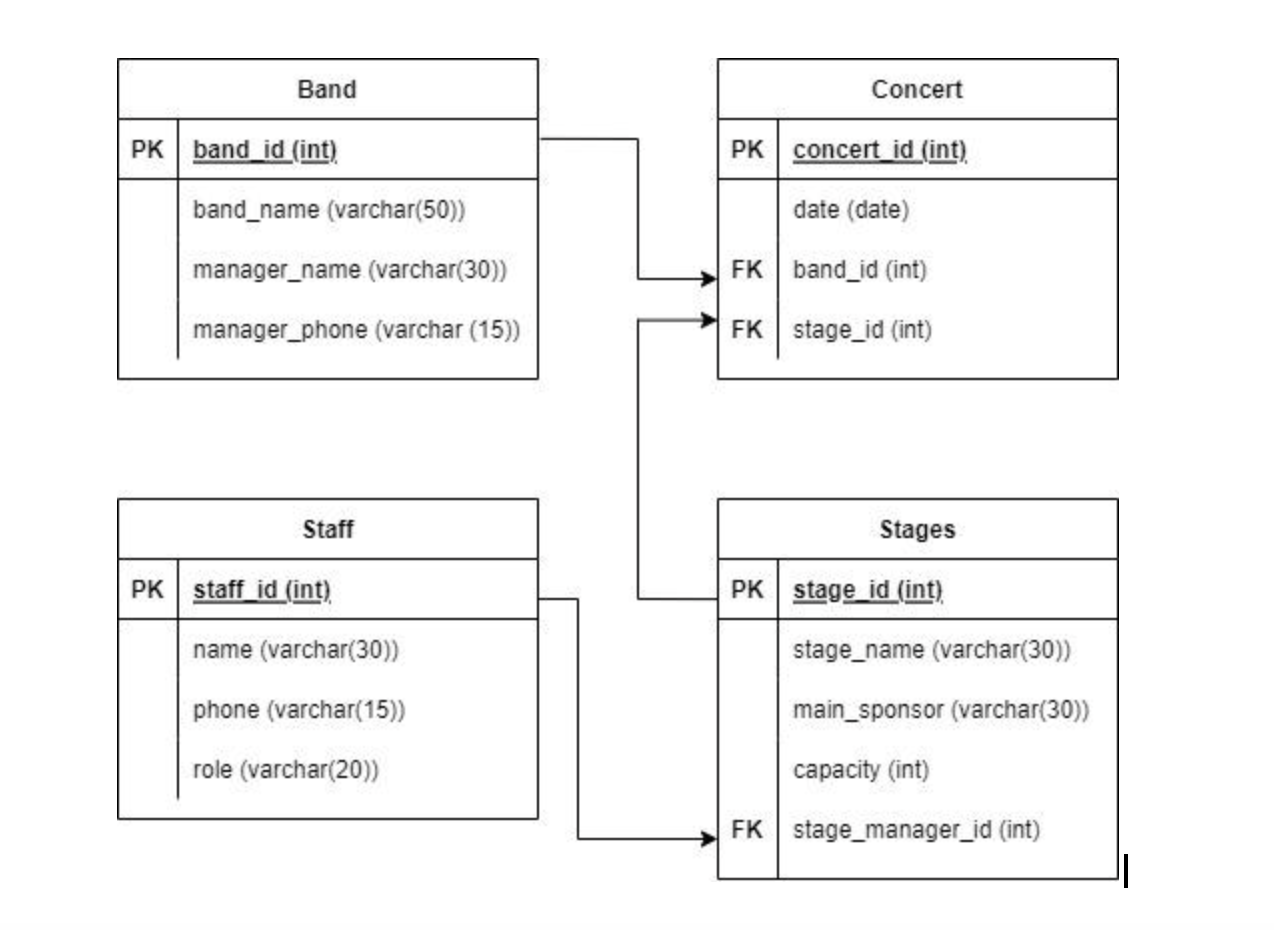 Band
PK band_id (int)
band_name (varchar(50))
manager_name (varchar(30))
manager_phone (varchar (15))
Concert
PK concert_id (int)
date (date)
FK band_id (int)
FK stage_id (int)
Staff
PK staff_id (int)
name (varchar(30))
phone (varchar(15))
role (varchar(20))
Stages
PK stage_id (int)
stage_name (varchar(30))
main_sponsor (varchar(30))
capacity (int)
FK stage_manager_id (int)